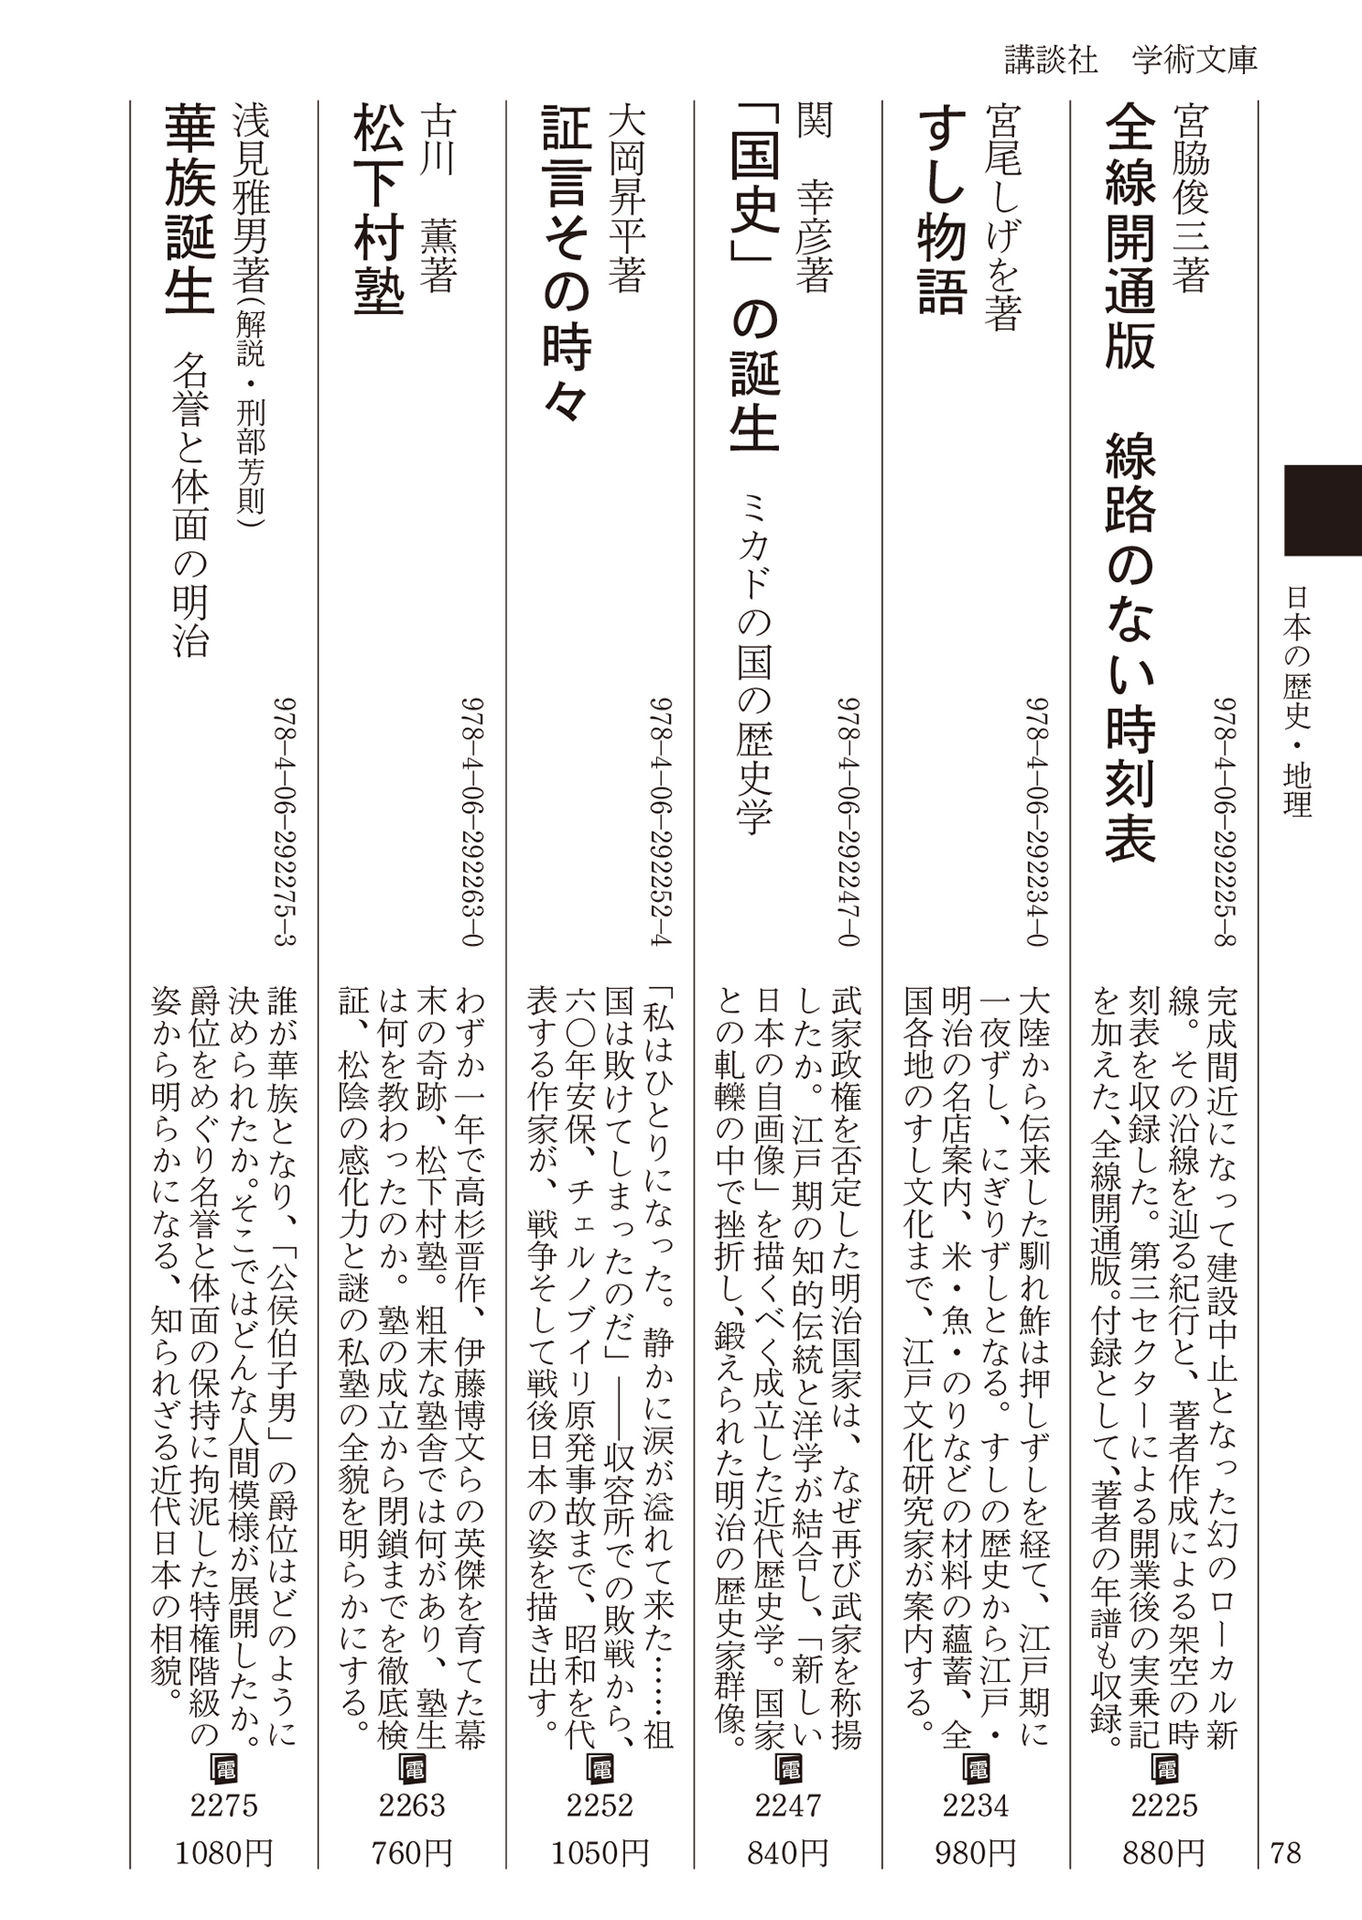 講談社　学術文庫
日本の歴史・地理
78
宮脇俊三著
全線開通版　線路のない時刻表
978-4-06-292225-8
完成間近になって建設中止となった幻のローカル新
線。その沿線を辿る紀行と、著者作成による架空の時
刻表を収録した。第三セクターによる開業後の実乗記
を加えた、全線開通版。付録として、著者の年譜も収録。
電
2225
880円
宮尾しげを著
すし物語
978-4-06-292234-0
大陸から伝来した馴れ鮓は押しずしを経て、江戸期に
一夜ずし、にぎりずしとなる。すしの歴史から江戸・
明治の名店案内、米・魚・のりなどの材料の蘊蓄、全
国各地のすし文化まで、江戸文化研究家が案内する。
電
2234
980円
関　幸彦著
「国史」の誕生　ミカドの国の歴史学
978-4-06-292247-0
武家政権を否定した明治国家は、なぜ再び武家を称揚
したか。江戸期の知的伝統と洋学が結合し、「新しい
日本の自画像」を描くべく成立した近代歴史学。国家
との軋轢の中で挫折し、鍛えられた明治の歴史家群像。
電
2247
840円
大岡昇平著
証言その時々
978-4-06-292252-4
「私はひとりになった。静かに涙が溢れて来た……祖
国は敗けてしまったのだ」――収容所での敗戦から、
六〇年安保、チェルノブイリ原発事故まで、昭和を代
表する作家が、戦争そして戦後日本の姿を描き出す。
電
2252
1050円
古川　薫著
松下村塾
978-4-06-292263-0
わずか一年で高杉晋作、伊藤博文らの英傑を育てた幕
末の奇跡、松下村塾。粗末な塾舎では何があり、塾生
は何を教わったのか。塾の成立から閉鎖までを徹底検
証、松陰の感化力と謎の私塾の全貌を明らかにする。
電
2263
760円
浅見雅男著（解説・刑部芳則）
華族誕生　名誉と体面の明治
978-4-06-292275-3
誰が華族となり、「公侯伯子男」の爵位はどのように
決められたか。そこではどんな人間模様が展開したか。
爵位をめぐり名誉と体面の保持に拘泥した特権階級の
姿から明らかになる、知られざる近代日本の相貌。
電
2275
1080円